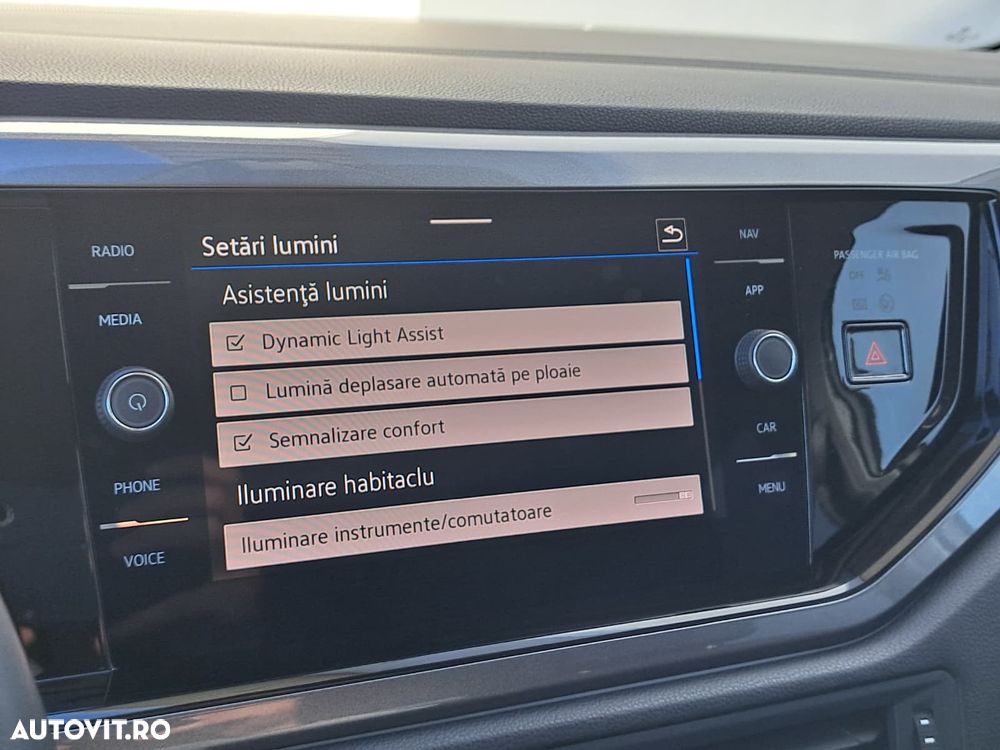 RADIO
MEDIA
PHONE
VOICE
Setări lumini
Asistenţă lumini
Dynamic Light Assist
Lumină deplasare automată pe ploaie
Semnalizare confort
Iluminare habitaclu
Iluminare instrumente/comutatoare
NAV
APP
CAR
MENU
PASSENGER AIR BAG
OFF
AUTOVIT.RO